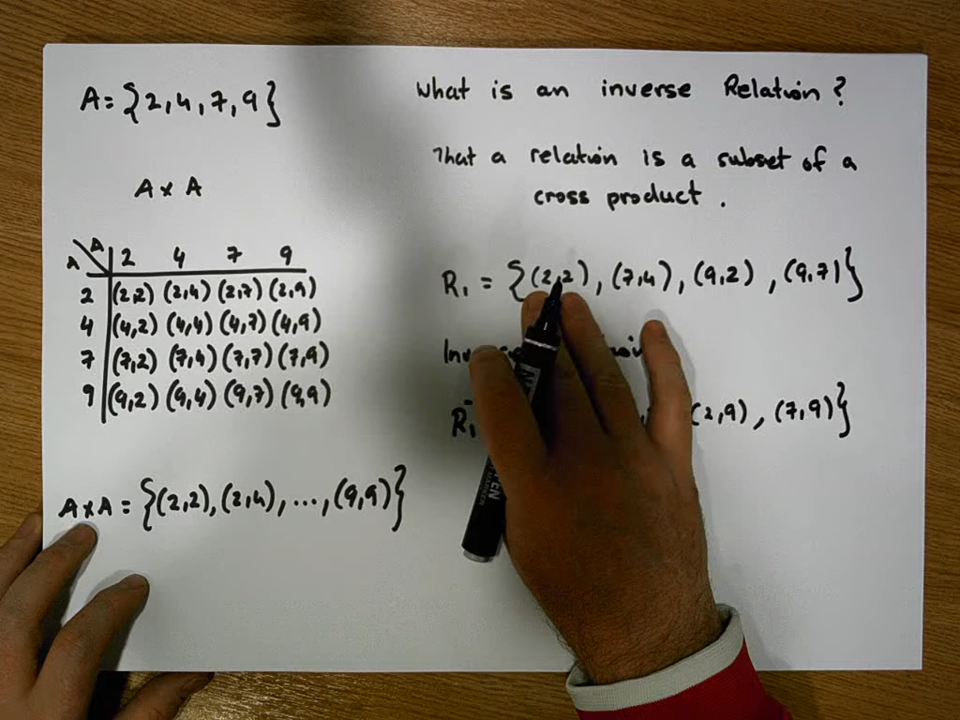 A = {2, 4, 7, 9}
A x A
A
A 2 4 7 9
2 (2,2) (2,4) (2,7) (2,9)
4 (4,2) (4,4) (4,7) (4,9)
7 (7,2) (7,4) (7,7) (7,9)
9 (9,2) (9,4) (9,7) (9,9)
A x A = {(2,2), (2,4), ..., (9,9)}
What is an inverse Relation?
That a relation is a subset of a
cross product.
R₁ = {(2,2), (7,4), (9,2), (9,7)}
R₁ (2,9), (7,9)}